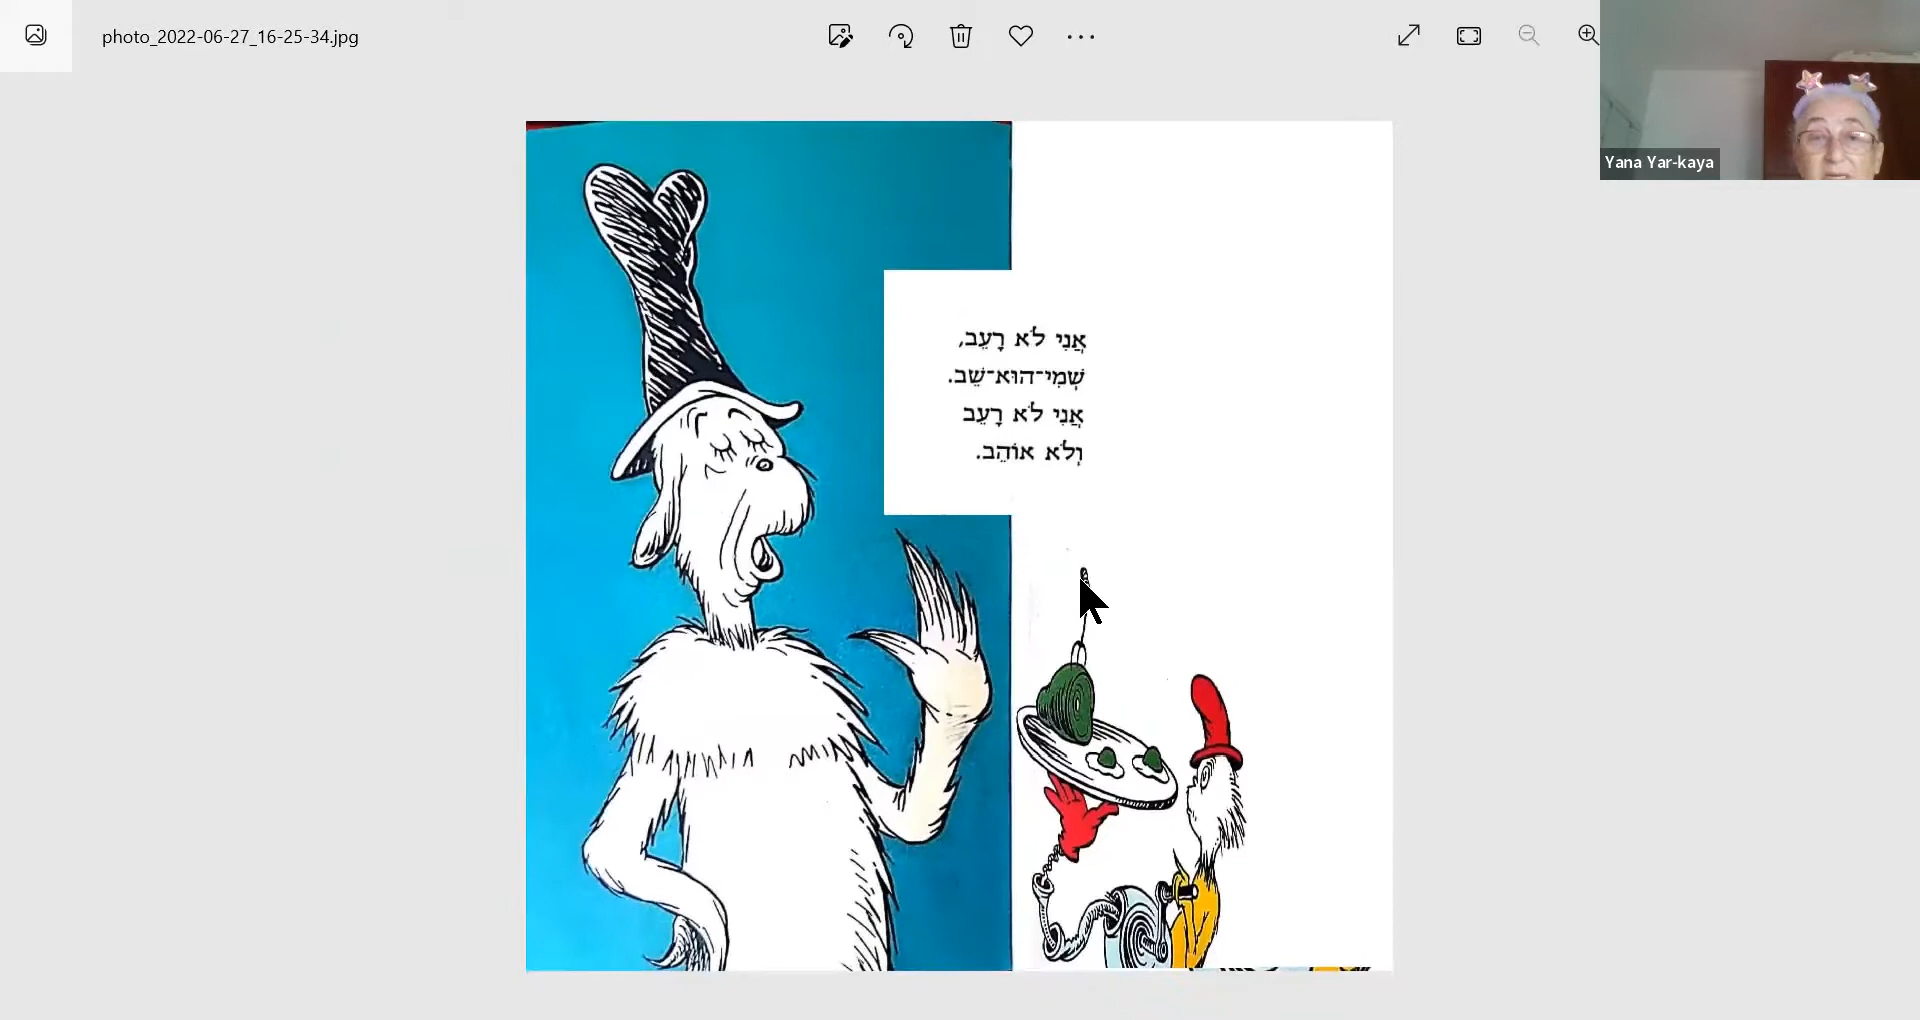 photo_2022-06-27_16-25-34.jpg
Yana Yar-kaya
אֲנִי לֹא רָעֵב,
שְׁמִי־הוּא־שֵׁב.
אֲנִי לֹא רָעֵב
וְלֹא אוֹהֵב.